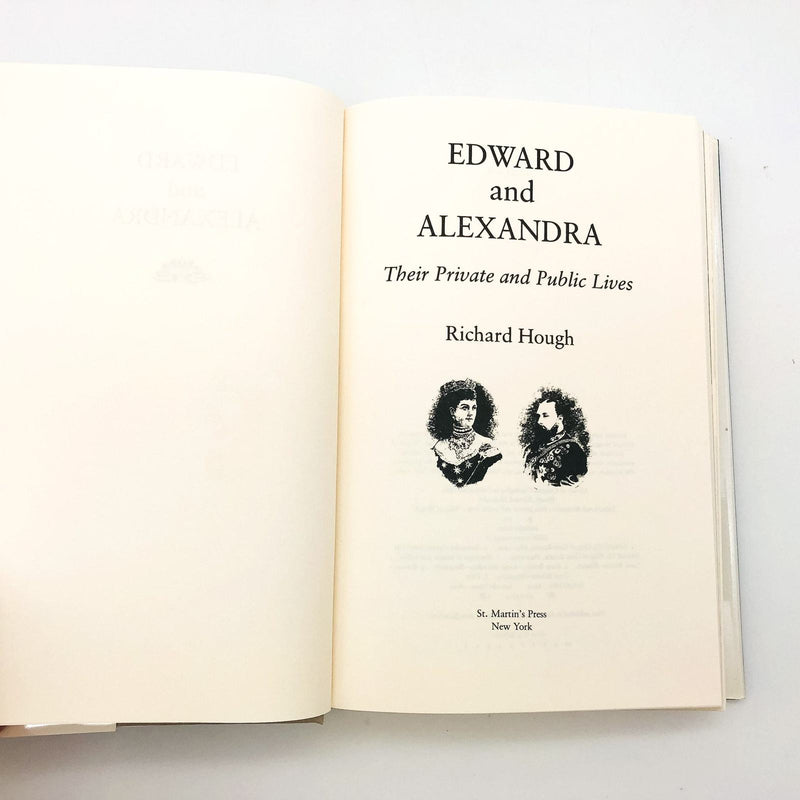 EDWARD
and
ALEXANDRA
Their Private and Public Lives
Richard Hough
St. Martin's Press
New York